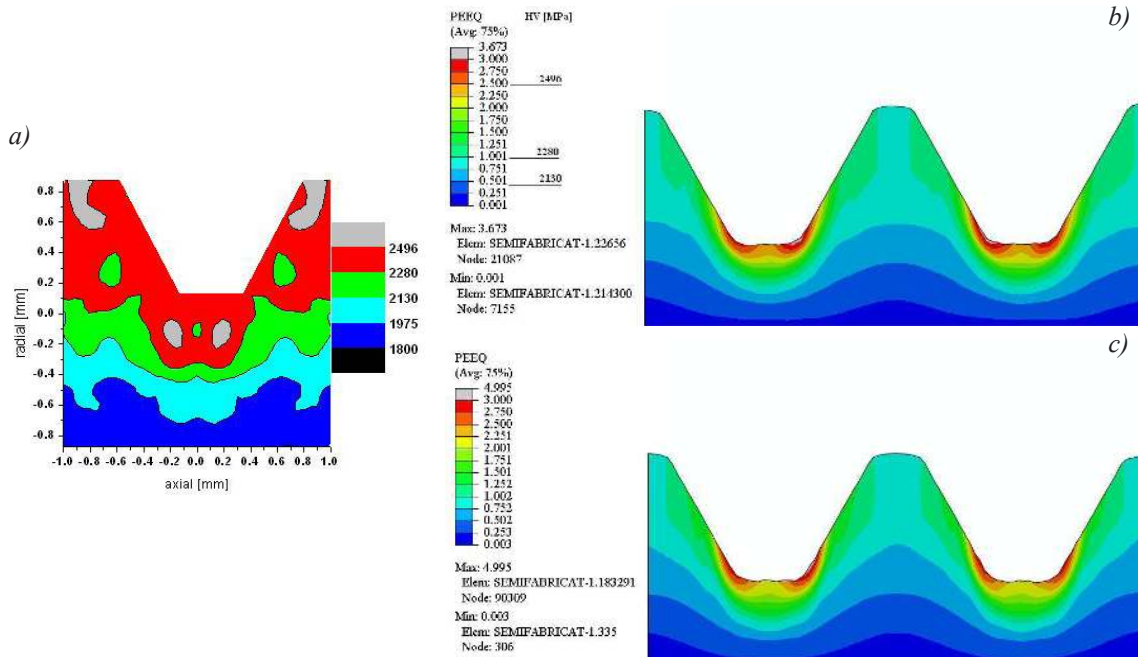 a)
0.8
0.6
0.4
0.2
0.0
-0.2
-0.4
-0.6
-0.8
radial [mm]
-1.0 -0.8 -0.6 -0.4 -0.2 0.0 0.2 0.4 0.6 0.8 1.0
axial [mm]
2496
2280
2130
1975
1800
b)
PEEQ HV [MPa]
(Avg: 75%)
3.673
3.000
2.750
2.500
2.250
2.000
1.750
1.500
1.251
1.001
0.751
0.501
0.251
0.001
2496
2280
2130
Max: 3.673
Elem: SEMIFABRICAT-1.22656
Node: 21087
Min: 0.001
Elem: SEMIFABRICAT-1.214300
Node: 7155
c)
PEEQ
(Avg: 75%)
4.995
3.000
2.750
2.500
2.251
2.001
1.751
1.501
1.252
1.002
0.752
0.502
0.253
0.003
Max: 4.995
Elem: SEMIFABRICAT-1.183291
Node: 90309
Min: 0.003
Elem: SEMIFABRICAT-1.335
Node: 306